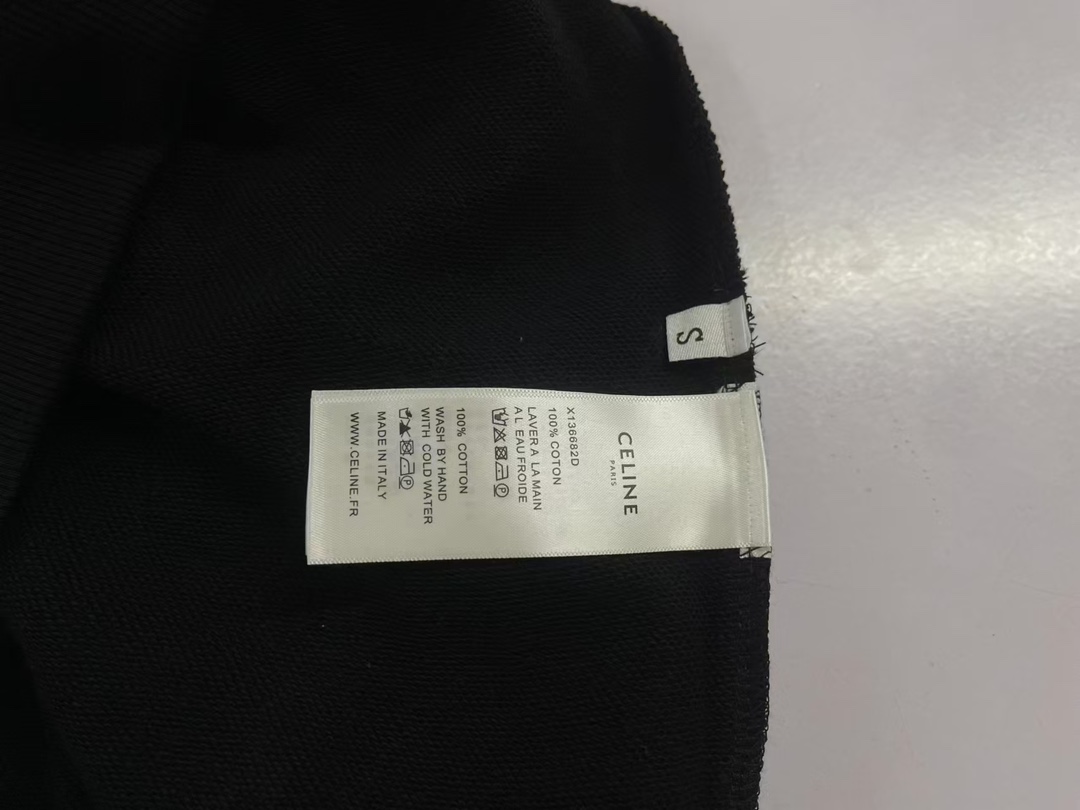 S
CELINE
PARIS
X136682D
100% COTON
LAVER A LA MAIN
A L EAU FROIDE
100% COTTON
WASH BY HAND
WITH COLD WATER
MADE IN ITALY
WWW.CELINE.FR